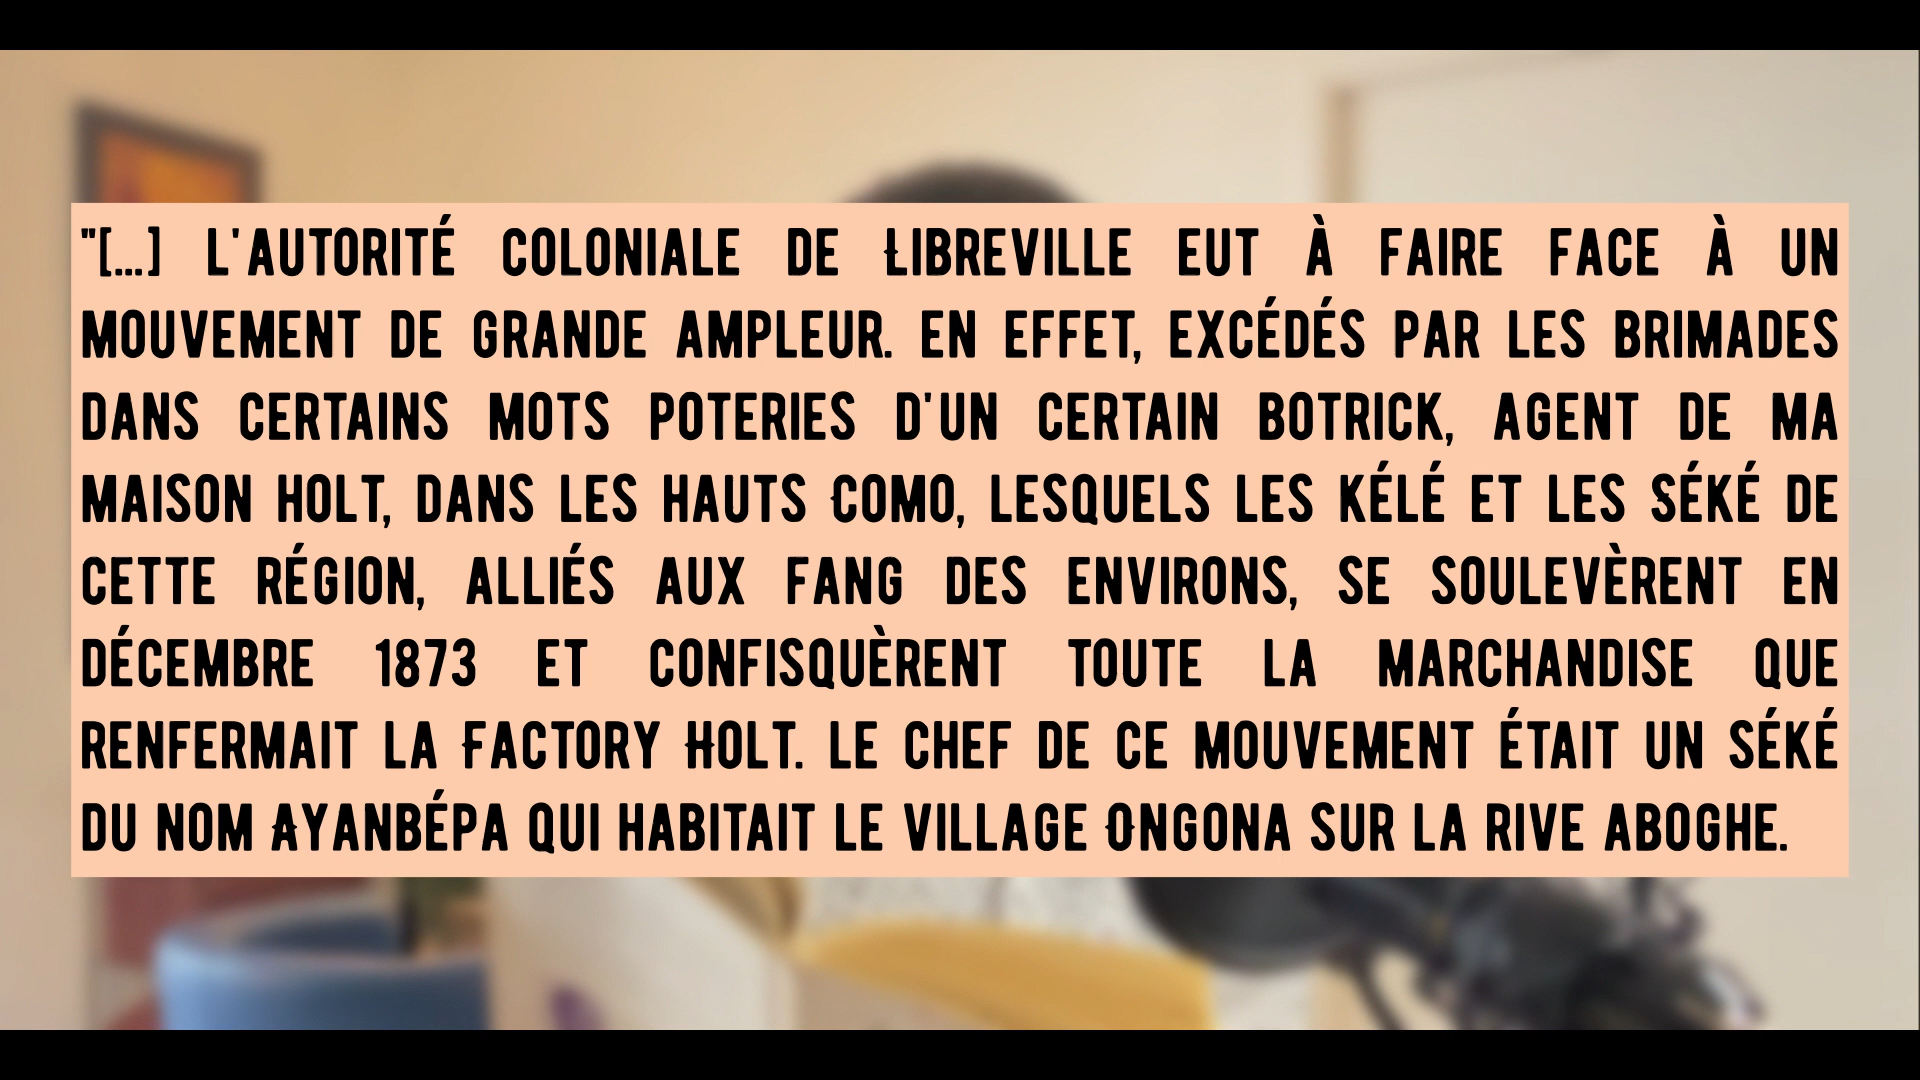 "[...] L'AUTORITÉ COLONIALE DE LIBREVILLE EUT À FAIRE FACE À UN
MOUVEMENT DE GRANDE AMPLEUR. EN EFFET, EXCÉDÉS PAR LES BRIMADES
DANS CERTAINS MOTS POTERIES D'UN CERTAIN BOTRICK, AGENT DE MA
MAISON HOLT, DANS LES HAUTS COMO, LESQUELS LES KÉLÉ ET LES SÉKÉ DE
CETTE RÉGION, ALLIÉS AUX FANG DES ENVIRONS, SE SOULEVÈRENT EN
DÉCEMBRE 1873 ET CONFISQUÈRENT TOUTE LA MARCHANDISE QUE
RENFERMAIT LA FACTORY HOLT. LE CHEF DE CE MOUVEMENT ÉTAIT UN SÉKÉ
DU NOM AYANBÉPA QUI HABITAIT LE VILLAGE ONGONA SUR LA RIVE ABOGHE.